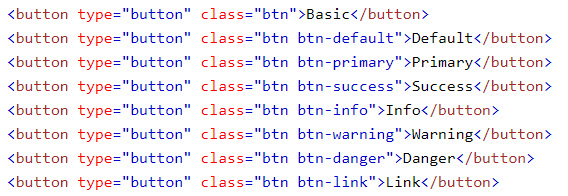 <button type="button" class="btn">Basic</button>
<button type="button" class="btn btn-default">Default</button>
<button type="button" class="btn btn-primary">Primary</button>
<button type="button" class="btn btn-success">Success</button>
<button type="button" class="btn btn-info">Info</button>
<button type="button" class="btn btn-warning">Warning</button>
<button type="button" class="btn btn-danger">Danger</button>
<button type="button" class="btn btn-link">Link</button>